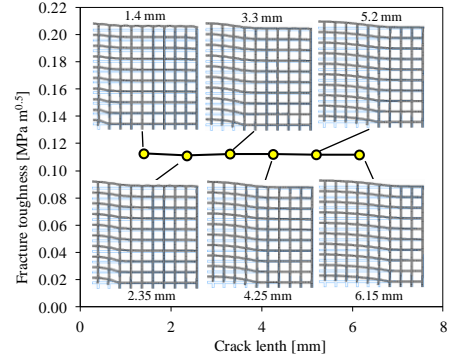 1.4 mm
3.3 mm
5.2 mm
0.22
0.20
0.18
0.16
0.14
0.12
0.10
0.08
0.06
0.04
0.02
0.00
Fracture toughness [MPa m^0.5]
2.35 mm
4.25 mm
6.15 mm
0
2
4
6
8
Crack lenth [mm]